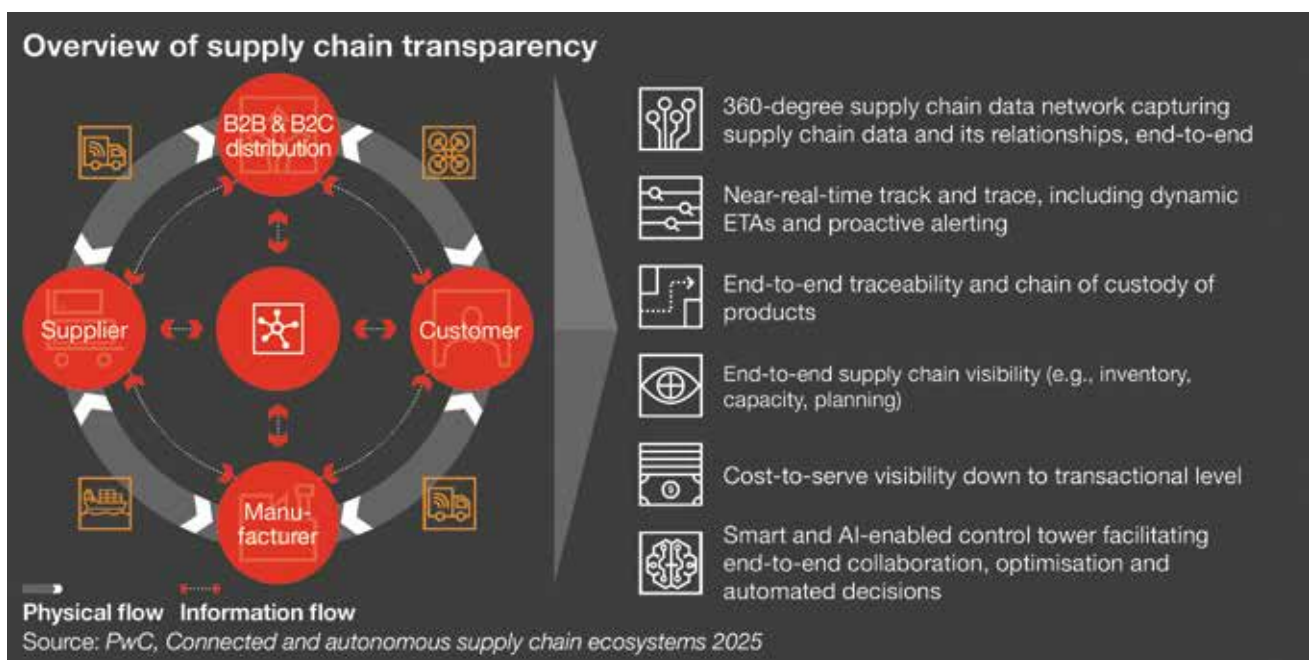 Overview of supply chain transparency
B2B & B2C
distribution
Supplier
Customer
Manu-
facturer
Physical flow Information flow
Source: PwC, Connected and autonomous supply chain ecosystems 2025
360-degree supply chain data network capturing
supply chain data and its relationships, end-to-end
Near-real-time track and trace, including dynamic
ETAs and proactive alerting
End-to-end traceability and chain of custody of
products
End-to-end supply chain visibility (e.g., inventory,
capacity, planning)
Cost-to-serve visibility down to transactional level
Smart and AI-enabled control tower facilitating
end-to-end collaboration, optimisation and
automated decisions